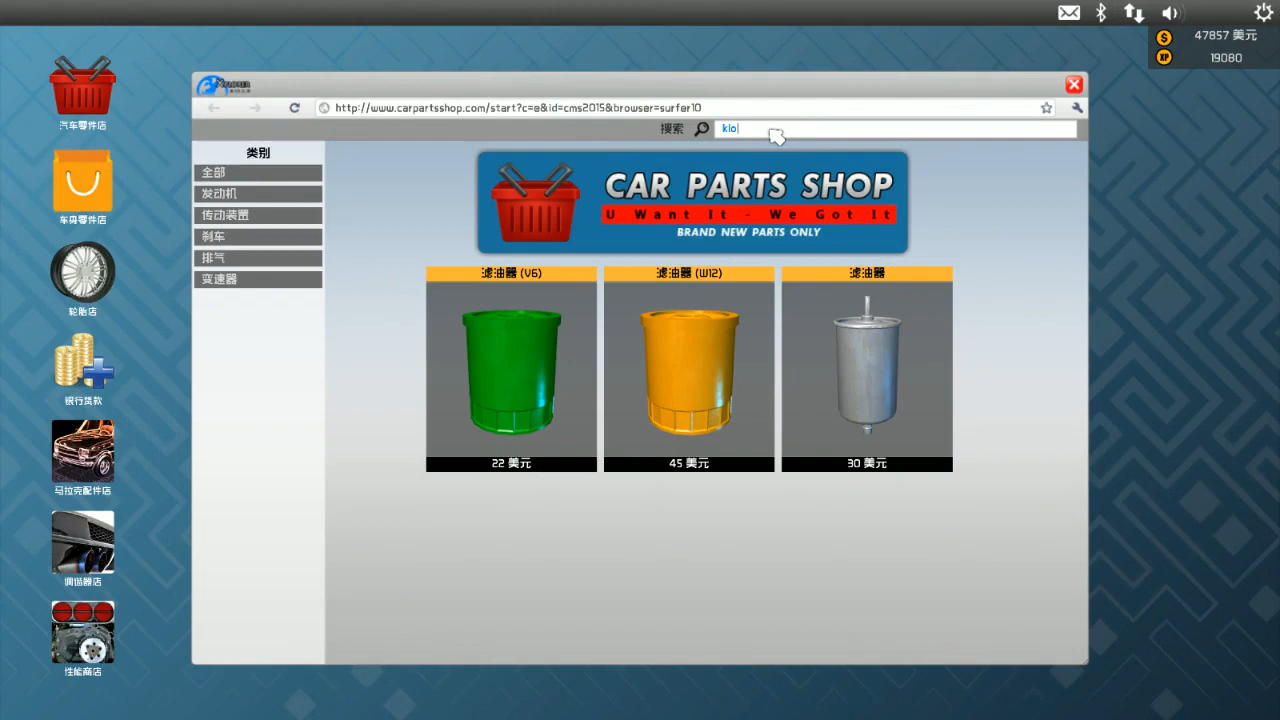 47857 美元
XP
19080
http://www.carpartsshop.com/start?c=e&id=cms2015&browser=surfer10
搜索
klo
类别
全部
发动机
传动装置
刹车
排气
变速器
CAR PARTS SHOP
U Want It - We Got It
BRAND NEW PARTS ONLY
滤油器 (V6)
滤油器 (W12)
滤油器
22 美元
45 美元
30 美元
汽车零件店
车身零件店
轮胎店
银行贷款
马拉克配件店
调谐器店
性能商店